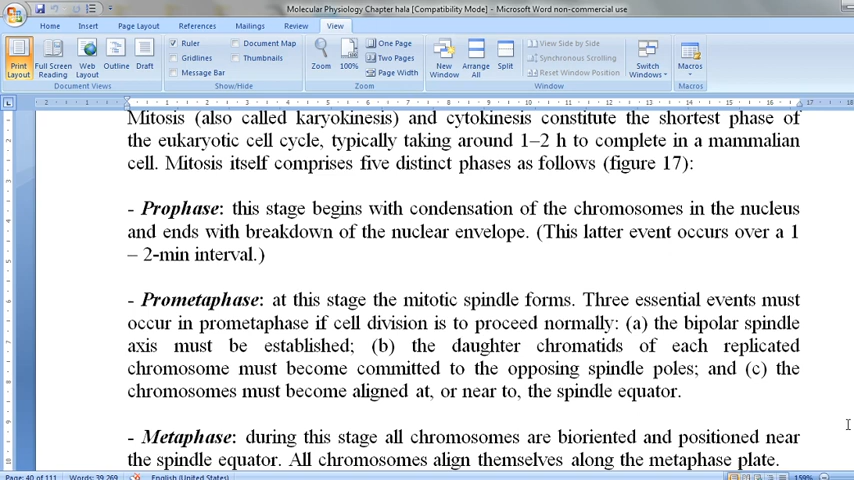 Molecular Physiology Chapter hala [Compatibility Mode] - Microsoft Word non-commercial use
Home Insert Page Layout References Mailings Review View
Print Layout Full Screen Reading Web Layout Outline Draft
Document Views
Ruler Document Map
Gridlines Thumbnails
Message Bar
Show/Hide
Zoom 100% One Page
Two Pages
Page Width
Zoom
New Window Arrange All Split View Side by Side
Synchronous Scrolling
Reset Window Position
Switch Windows
Window
Macros
Macros
Mitosis (also called karyokinesis) and cytokinesis constitute the shortest phase of
the eukaryotic cell cycle, typically taking around 1–2 h to complete in a mammalian
cell. Mitosis itself comprises five distinct phases as follows (figure 17):
- Prophase: this stage begins with condensation of the chromosomes in the nucleus
and ends with breakdown of the nuclear envelope. (This latter event occurs over a 1
– 2-min interval.)
- Prometaphase: at this stage the mitotic spindle forms. Three essential events must
occur in prometaphase if cell division is to proceed normally: (a) the bipolar spindle
axis must be established; (b) the daughter chromatids of each replicated
chromosome must become committed to the opposing spindle poles; and (c) the
chromosomes must become aligned at, or near to, the spindle equator.
- Metaphase: during this stage all chromosomes are bioriented and positioned near
the spindle equator. All chromosomes align themselves along the metaphase plate.
Page: 40 of 111 Words: 39,269 English (United States) 159%